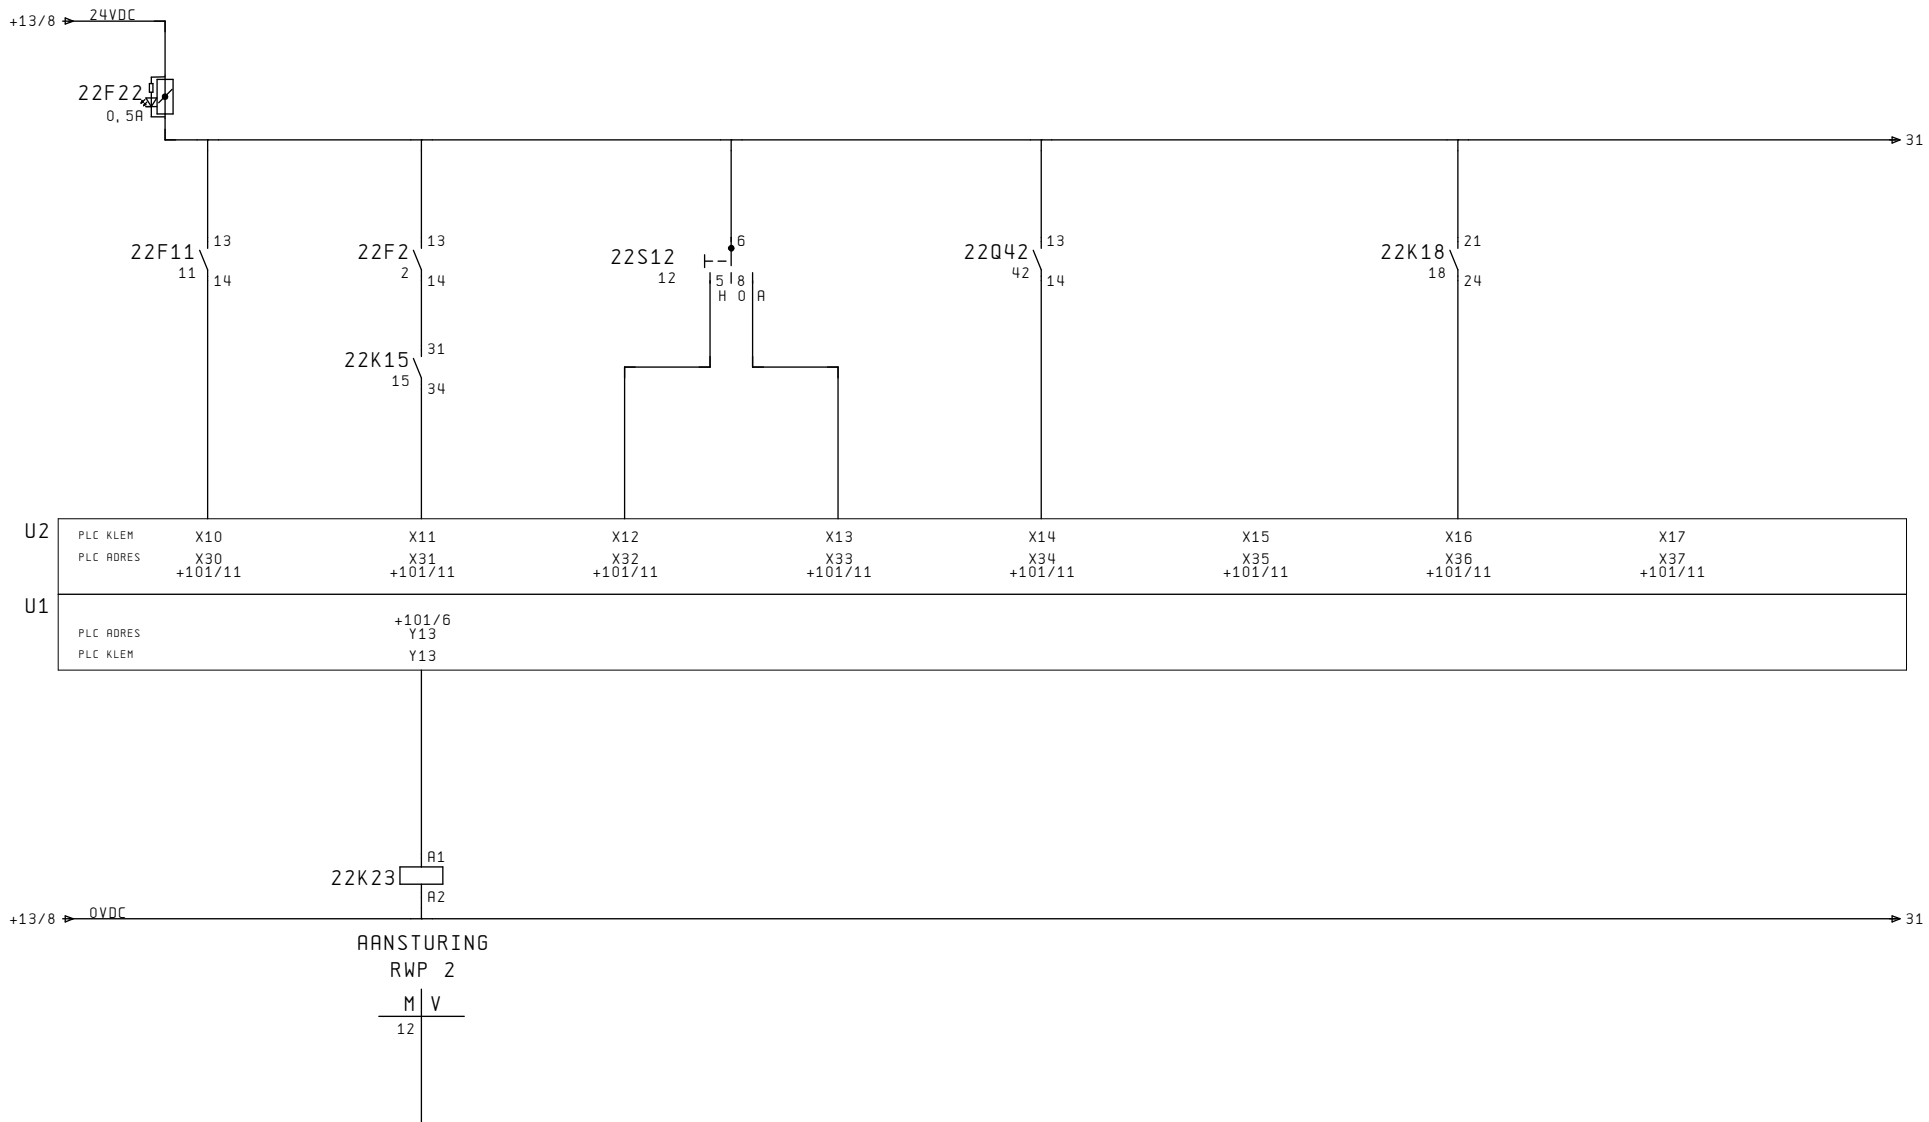 +13/8 24VDC
22F22
0,5A
31
22F11 13
11 14
22F2 13
2 14
22K15 31
15 34
22S12 6
12 5 8
H O A
22Q42 13
42 14
22K18 21
18 24
U2
PLC KLEM X10 X11 X12 X13 X14 X15 X16 X17
PLC ADRES X30 X31 X32 X33 X34 X35 X36 X37
+101/11 +101/11 +101/11 +101/11 +101/11 +101/11 +101/11 +101/11
U1
+101/6
PLC ADRES Y13
PLC KLEM Y13
A1
22K23
A2
+13/8 0VDC 31
AANSTURING
RWP 2
M V
12